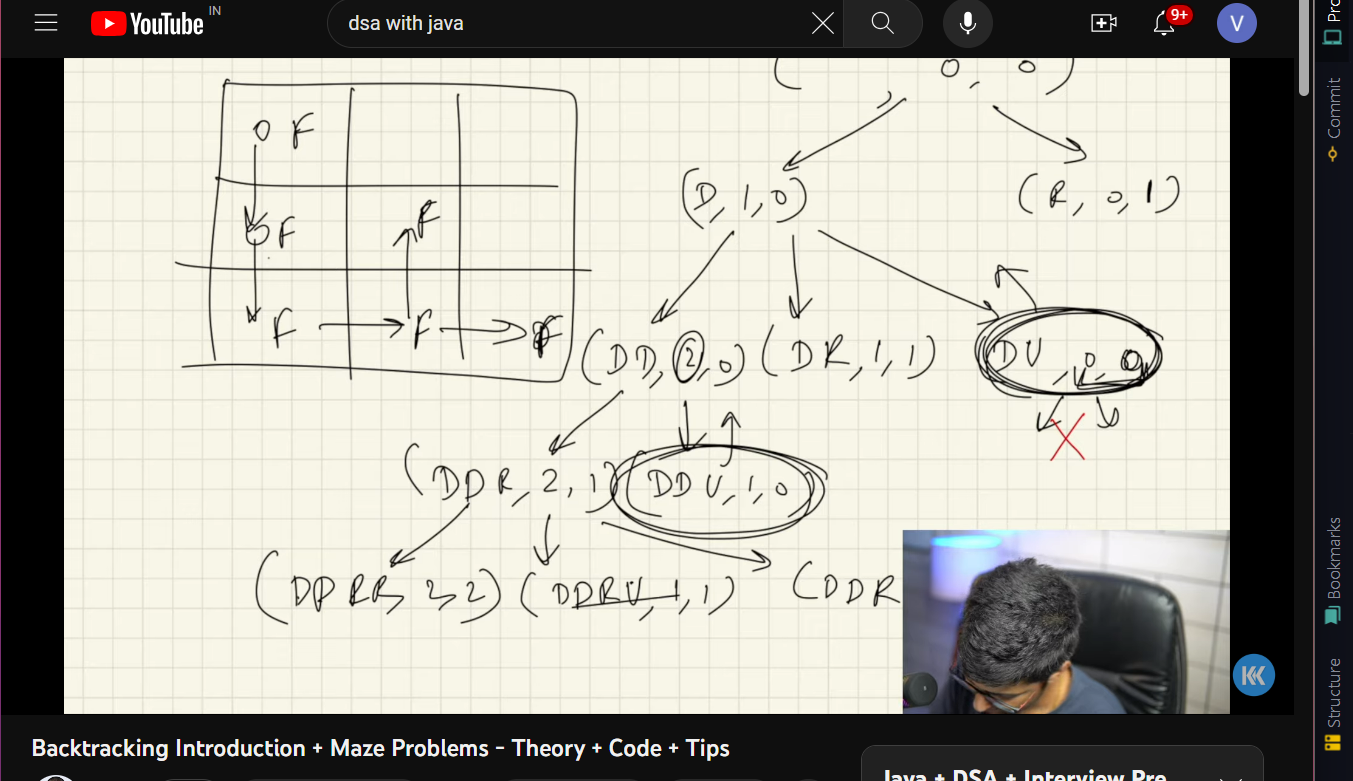 YouTube IN
dsa with java
9+
V
( 0, 0 )
0 F
F F
F F F
(D, 1, 0) (R, 0, 1)
(DD, 2, 0) (DR, 1, 1) DU, 0, 0
(DDR, 2, 1) (DDU, 1, 0)
(DDRR, 2, 2) (DDRU, 1, 1) (DDR
Backtracking Introduction + Maze Problems - Theory + Code + Tips
Java + DSA + Interview Pre
Commit
Bookmarks
Structure